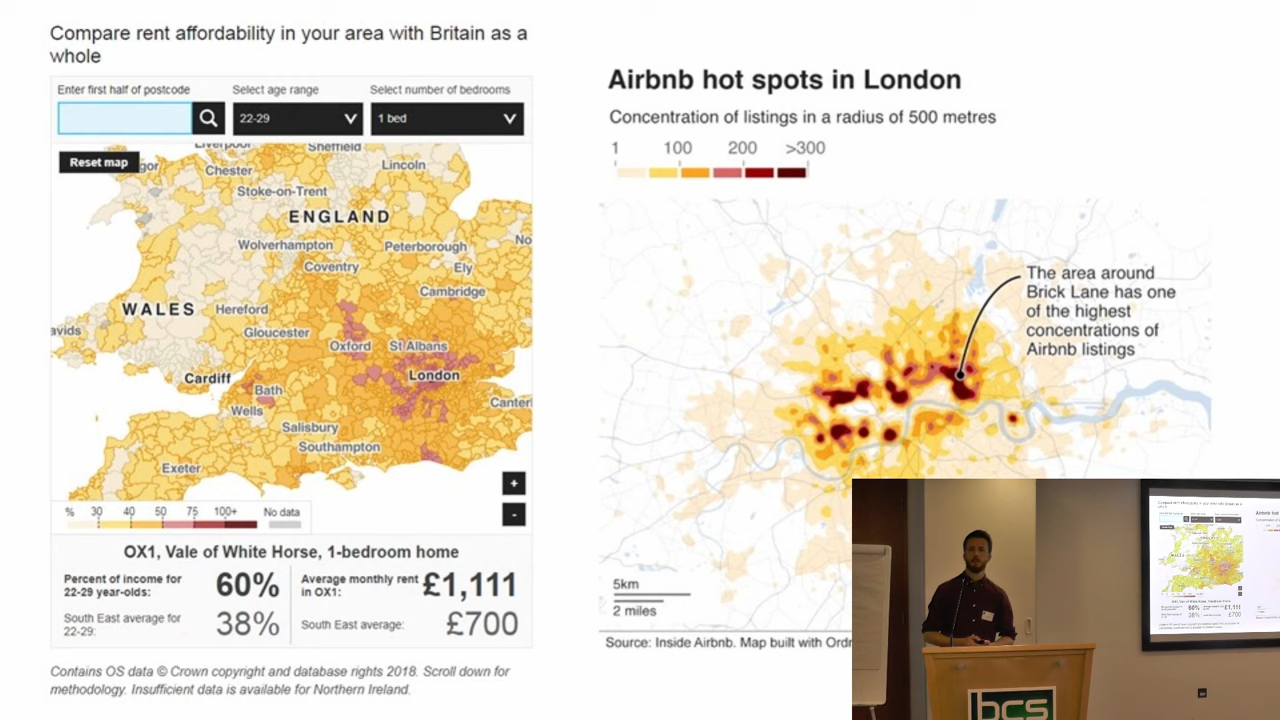 Compare rent affordability in your area with Britain as a
whole
Enter first half of postcode
Select age range
Select number of bedrooms
22-29
1 bed
Reset map
Liverpool
Sheffield
Chester
Lincoln
Stoke-on-Trent
ENGLAND
Wolverhampton
Peterborough
No
Coventry
Ely
Cambridge
WALES
Hereford
avids
Gloucester
Oxford
St Albans
Cardiff
Bath
London
Wells
Canter
Salisbury
Southampton
Exeter
+
-
% 30 40 50 75 100+ No data
OX1, Vale of White Horse, 1-bedroom home
Percent of income for
22-29 year-olds:
60%
Average monthly rent
in OX1:
£1,111
South East average for
22-29:
38%
South East average:
£700
Contains OS data © Crown copyright and database rights 2018. Scroll down for
methodology. Insufficient data is available for Northern Ireland.
Airbnb hot spots in London
Concentration of listings in a radius of 500 metres
1 100 200 >300
The area around
Brick Lane has one
of the highest
concentrations of
Airbnb listings
5km
2 miles
Source: Inside Airbnb. Map built with Ordn
bcs